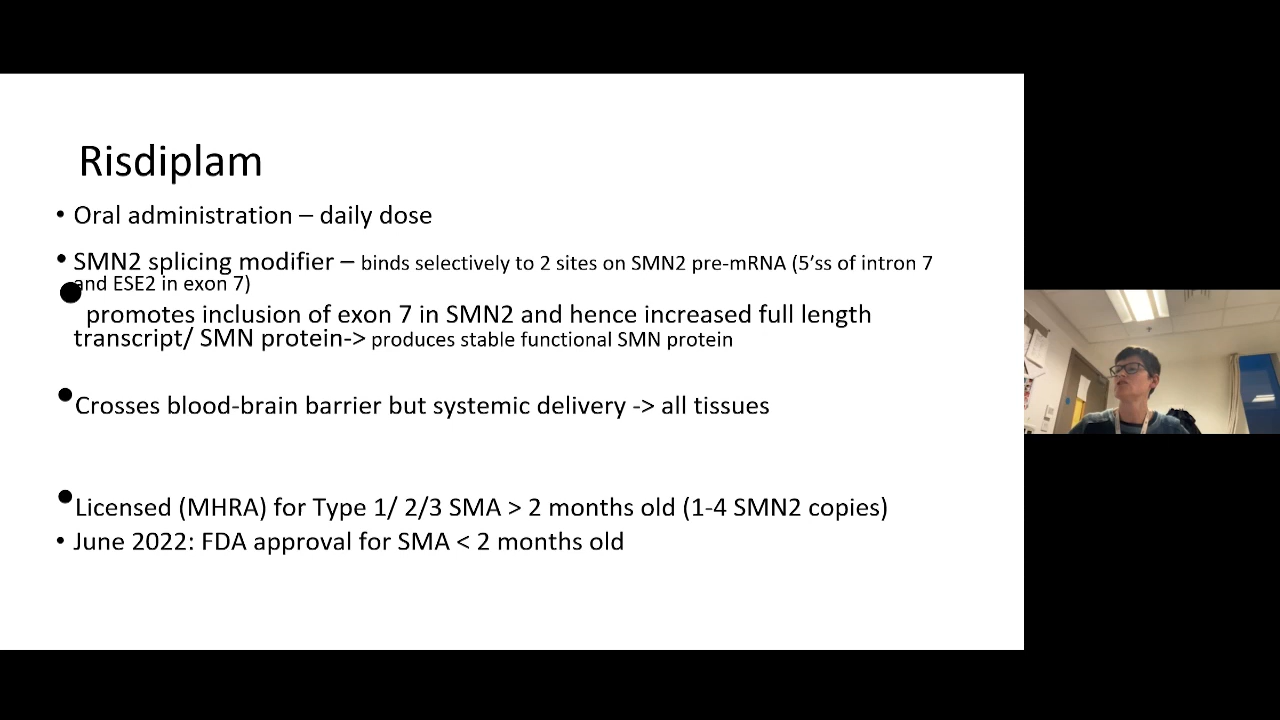 Risdiplam
• Oral administration – daily dose
• SMN2 splicing modifier – binds selectively to 2 sites on SMN2 pre-mRNA (5’ss of intron 7
and ESE2 in exon 7)
• promotes inclusion of exon 7 in SMN2 and hence increased full length
transcript/ SMN protein-> produces stable functional SMN protein
• Crosses blood-brain barrier but systemic delivery -> all tissues
• Licensed (MHRA) for Type 1/ 2/3 SMA > 2 months old (1-4 SMN2 copies)
• June 2022: FDA approval for SMA < 2 months old